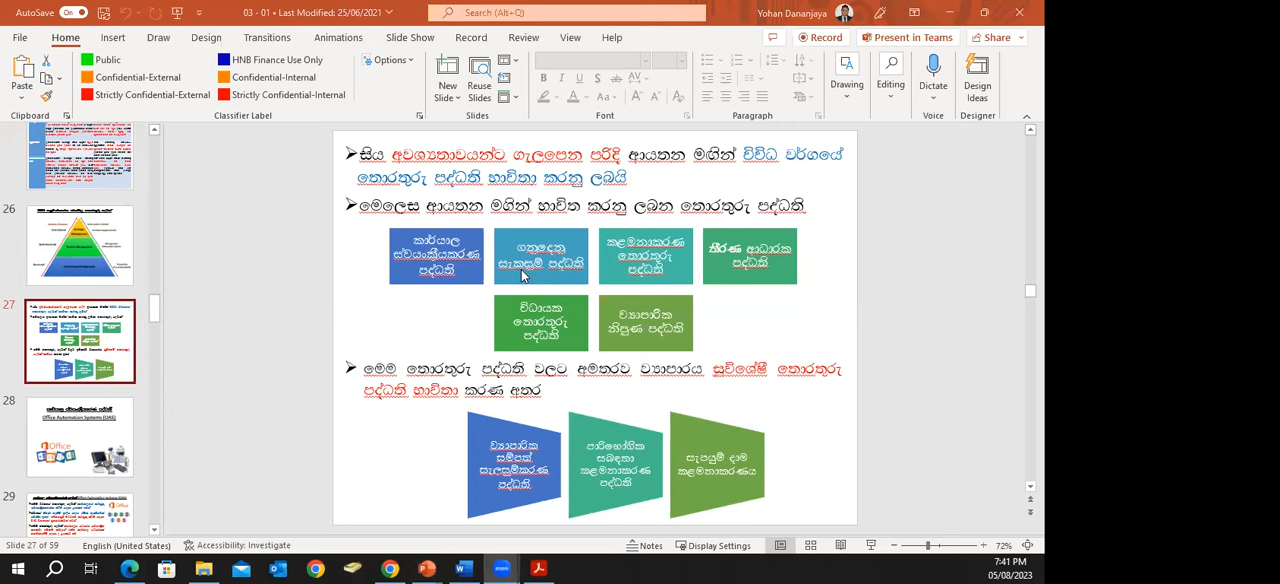 AutoSave On 03 - 01 • Last Modified: 25/06/2021 Search (Alt+Q) Yohan Dananjaya
File Home Insert Draw Design Transitions Animations Slide Show Record Review View Help Record Present in Teams Share
Public HNB Finance Use Only Options
Confidential-External Confidential-Internal
Strictly Confidential-External Strictly Confidential-Internal
Paste New Slide Reuse Slides Drawing Editing Dictate Design Ideas
Clipboard Classifier Label Slides Font Paragraph Voice Designer
සිය අවශ්‍යතාවයන්ට ගැලපෙන පරිදි ආයතන මඟින් විවිධ වර්ගයේ
තොරතුරු පද්ධති භාවිතා කරනු ලබයි
මෙලෙස ආයතන මගින් භාවිත කරනු ලබන තොරතුරු පද්ධති
කාර්යාල
ස්වයංක්‍රීයකරණ
පද්ධති
ගනුදෙනු
සැකසුම් පද්ධති
කළමනාකරණ
තොරතුරු
පද්ධති
තීරණ ආධාරක
පද්ධති
විධායක
තොරතුරු
පද්ධති
ව්‍යාපාරික
නිපුණ පද්ධති
මෙම තොරතුරු පද්ධති වලට අමතරව ව්‍යාපාරය සුවිශේෂී තොරතුරු
පද්ධති භාවිතා කරණ අතර
ව්‍යාපාරික
සම්පත්
සැලසුම්කරණ
පද්ධති
පාරිභෝගික
සබඳතා
කළමනාකරණ
පද්ධති
සැපයුම් දාම
කළමනාකරණය
26
27
28
Office Automation Systems (OAS)
Office
29
Slide 27 of 59 English (United States) Accessibility: Investigate Notes Display Settings 72%
zoom
7:41 PM
05/08/2023